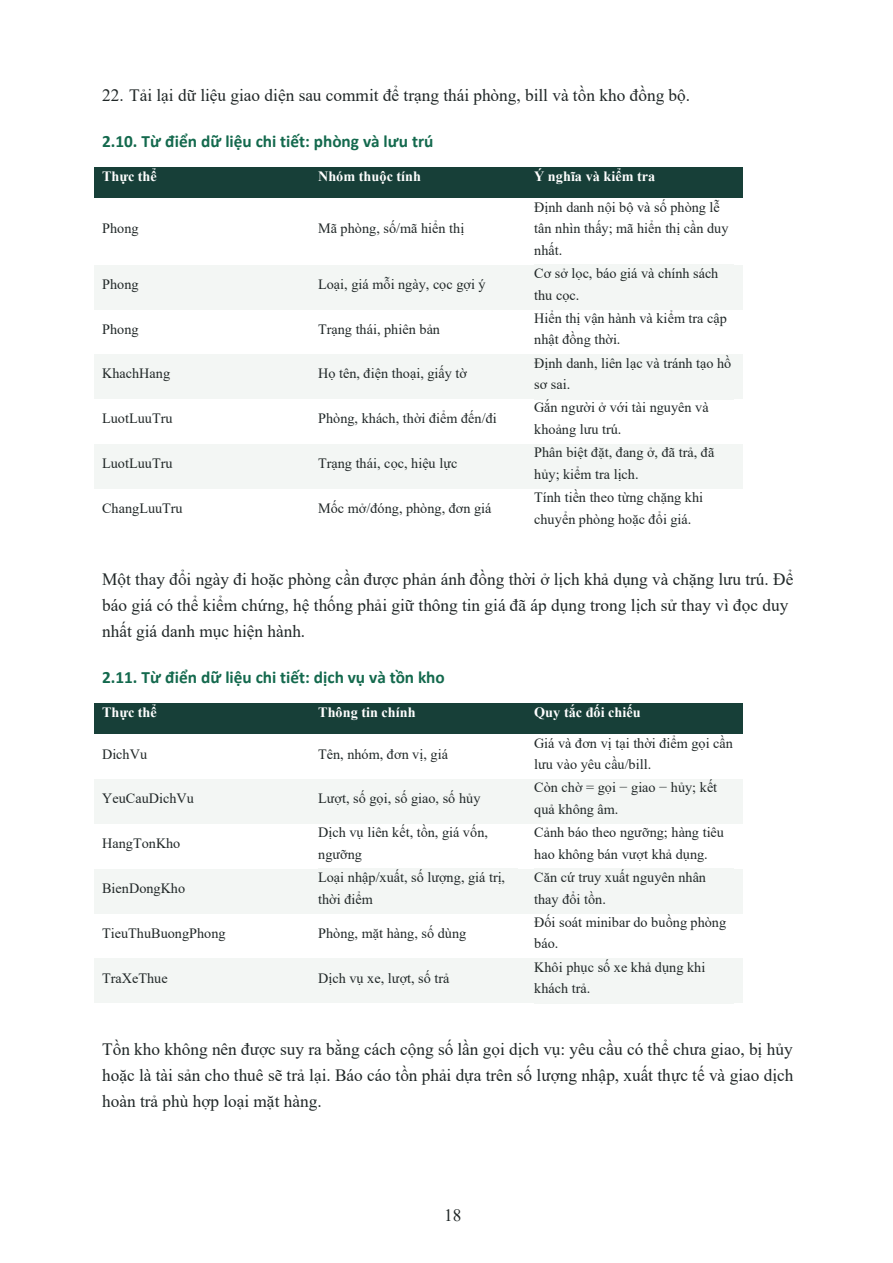 22. Tải lại dữ liệu giao diện sau commit để trạng thái phòng, bill và tồn kho đồng bộ.
2.10. Từ điển dữ liệu chi tiết: phòng và lưu trú
Thực thể Nhóm thuộc tính Ý nghĩa và kiểm tra
Phong Mã phòng, số/mã hiển thị Định danh nội bộ và số phòng lễ
tân nhìn thấy; mã hiển thị cần duy
nhất.
Phong Loại, giá mỗi ngày, cọc gợi ý Cơ sở lọc, báo giá và chính sách
thu cọc.
Phong Trạng thái, phiên bản Hiển thị vận hành và kiểm tra cập
nhật đồng thời.
KhachHang Họ tên, điện thoại, giấy tờ Định danh, liên lạc và tránh tạo hồ
sơ sai.
LuotLuuTru Phòng, khách, thời điểm đến/đi Gắn người ở với tài nguyên và
khoảng lưu trú.
LuotLuuTru Trạng thái, cọc, hiệu lực Phân biệt đặt, đang ở, đã trả, đã
hủy; kiểm tra lịch.
ChangLuuTru Mốc mở/đóng, phòng, đơn giá Tính tiền theo từng chặng khi
chuyển phòng hoặc đổi giá.
Một thay đổi ngày đi hoặc phòng cần được phản ánh đồng thời ở lịch khả dụng và chặng lưu trú. Để
báo giá có thể kiểm chứng, hệ thống phải giữ thông tin giá đã áp dụng trong lịch sử thay vì đọc duy
nhất giá danh mục hiện hành.
2.11. Từ điển dữ liệu chi tiết: dịch vụ và tồn kho
Thực thể Thông tin chính Quy tắc đối chiếu
DichVu Tên, nhóm, đơn vị, giá Giá và đơn vị tại thời điểm gọi cần
lưu vào yêu cầu/bill.
YeuCauDichVu Lượt, số gọi, số giao, số hủy Còn chờ = gọi − giao − hủy; kết
quả không âm.
HangTonKho Dịch vụ liên kết, tồn, giá vốn, Cảnh báo theo ngưỡng; hàng tiêu
ngưỡng hao không bán vượt khả dụng.
BienDongKho Loại nhập/xuất, số lượng, giá trị, Căn cứ truy xuất nguyên nhân
thời điểm thay đổi tồn.
TieuThuBuongPhong Phòng, mặt hàng, số dùng Đối soát minibar do buồng phòng
báo.
TraXeThue Dịch vụ xe, lượt, số trả Khôi phục số xe khả dụng khi
khách trả.
Tồn kho không nên được suy ra bằng cách cộng số lần gọi dịch vụ: yêu cầu có thể chưa giao, bị hủy
hoặc là tài sản cho thuê sẽ trả lại. Báo cáo tồn phải dựa trên số lượng nhập, xuất thực tế và giao dịch
hoàn trả phù hợp loại mặt hàng.
18